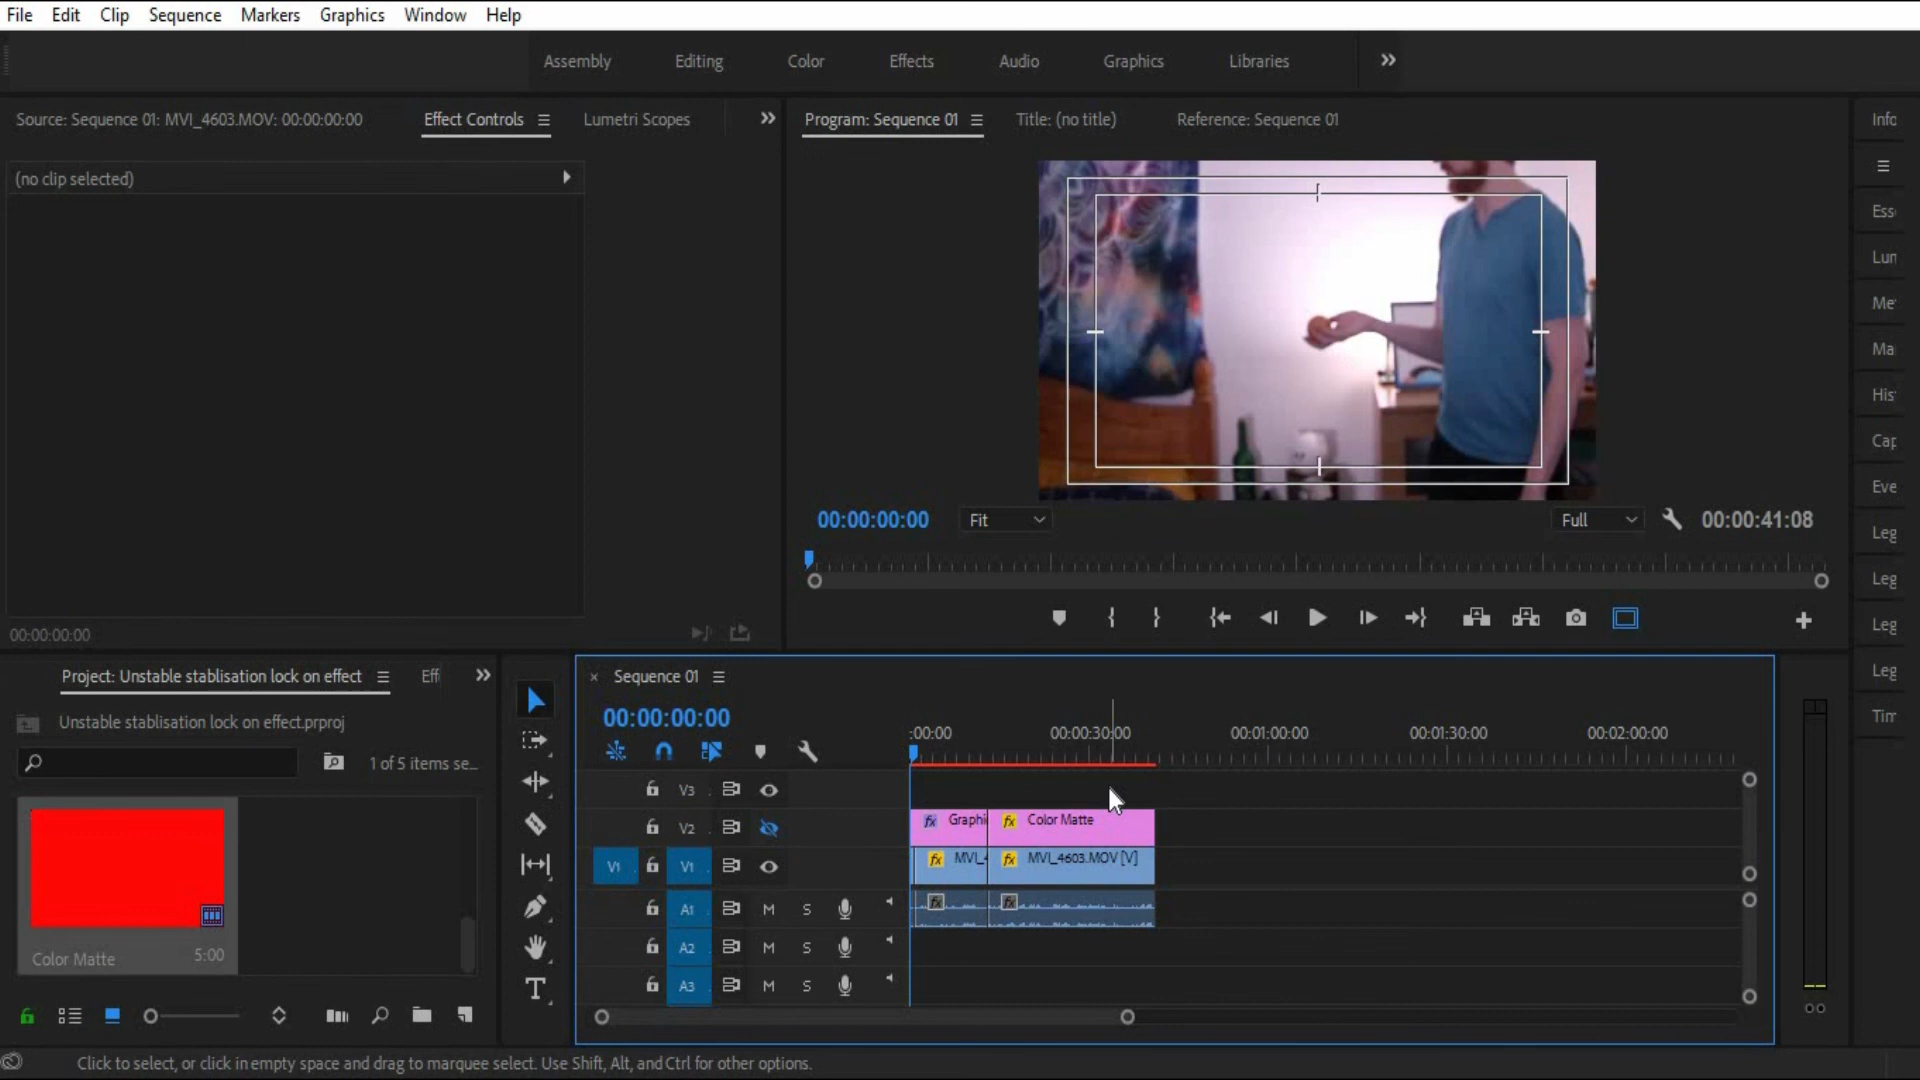 File Edit Clip Sequence Markers Graphics Window Help
Assembly Editing Color Effects Audio Graphics Libraries
Source: Sequence 01: MVI_4603.MOV: 00:00:00:00 Effect Controls Lumetri Scopes
Program: Sequence 01 Title: (no title) Reference: Sequence 01
(no clip selected)
00:00:00:00
00:00:00:00 Fit Full 00:00:41:08
Info
Ess
Lun
Me
Ma
His
Cap
Eve
Leg
Leg
Leg
Leg
Tim
Project: Unstable stablisation lock on effect Eff
Unstable stablisation lock on effect.prproj
1 of 5 items se...
Color Matte 5:00
Sequence 01
00:00:00:00
:00:00 00:00:30:00 00:01:00:00 00:01:30:00 00:02:00:00
V3
V2 fx Graphi fx Color Matte
V1 V1 fx MVI_4 fx MVI_4603.MOV [V]
A1 M S fx fx
A2 M S
A3 M S
Click to select, or click in empty space and drag to marquee select. Use Shift, Alt, and Ctrl for other options.